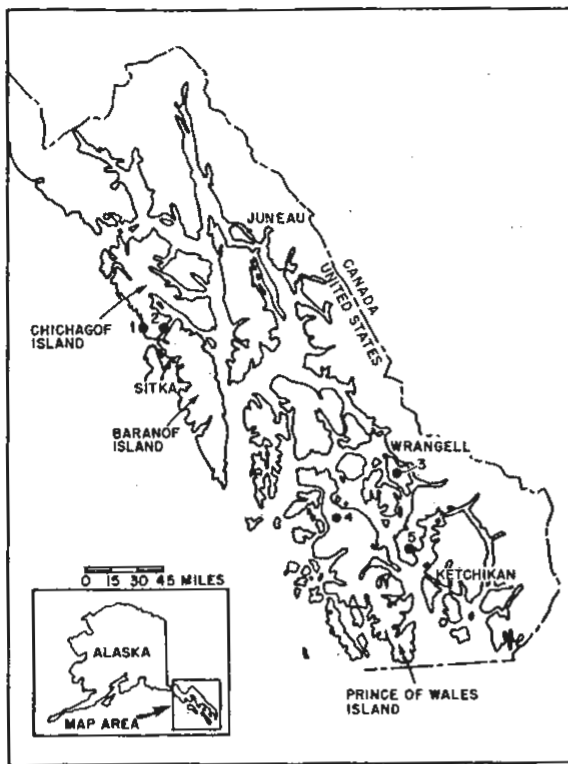 JUNEAU
CANADA
UNITED STATES
CHICHAGOF
ISLAND
1
2
SITKA
BARANOF
ISLAND
WRANGELL
3
4
5
KETCHIKAN
0 15 30 45 MILES
ALASKA
MAP AREA
PRINCE OF WALES
ISLAND